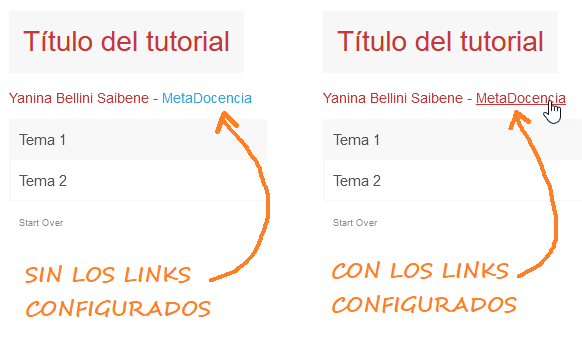 Título del tutorial
Yanina Bellini Saibene - MetaDocencia
Tema 1
Tema 2
Start Over
SIN LOS LINKS
CONFIGURADOS
Título del tutorial
Yanina Bellini Saibene - MetaDocencia
Tema 1
Tema 2
Start Over
CON LOS LINKS
CONFIGURADOS